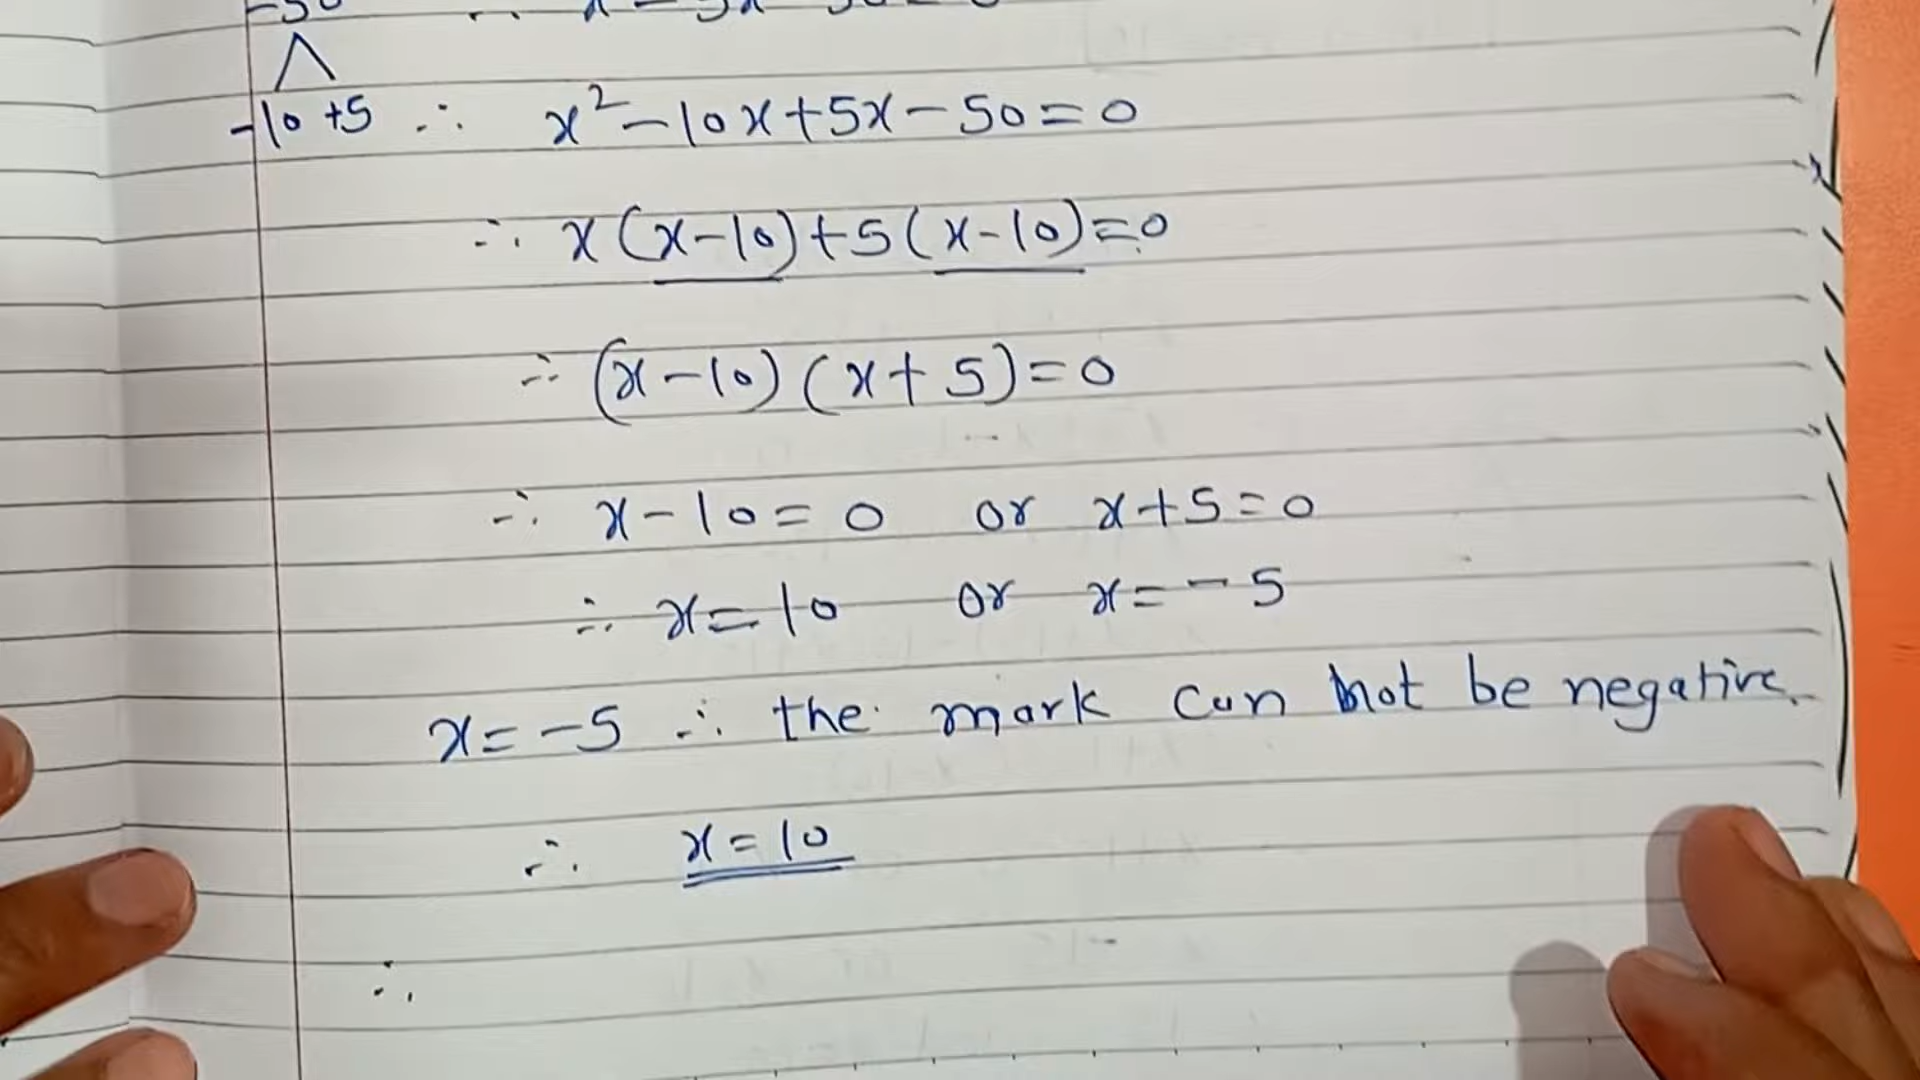 -10 +5 ∴ x² - 10x + 5x - 50 = 0
∴ x (x - 10) + 5 (x - 10) = 0
∴ (x - 10) (x + 5) = 0
∴ x - 10 = 0 or x + 5 = 0
∴ x = 10 or x = - 5
x = -5 ∴ the mark can not be negative.
∴ x = 10
∴